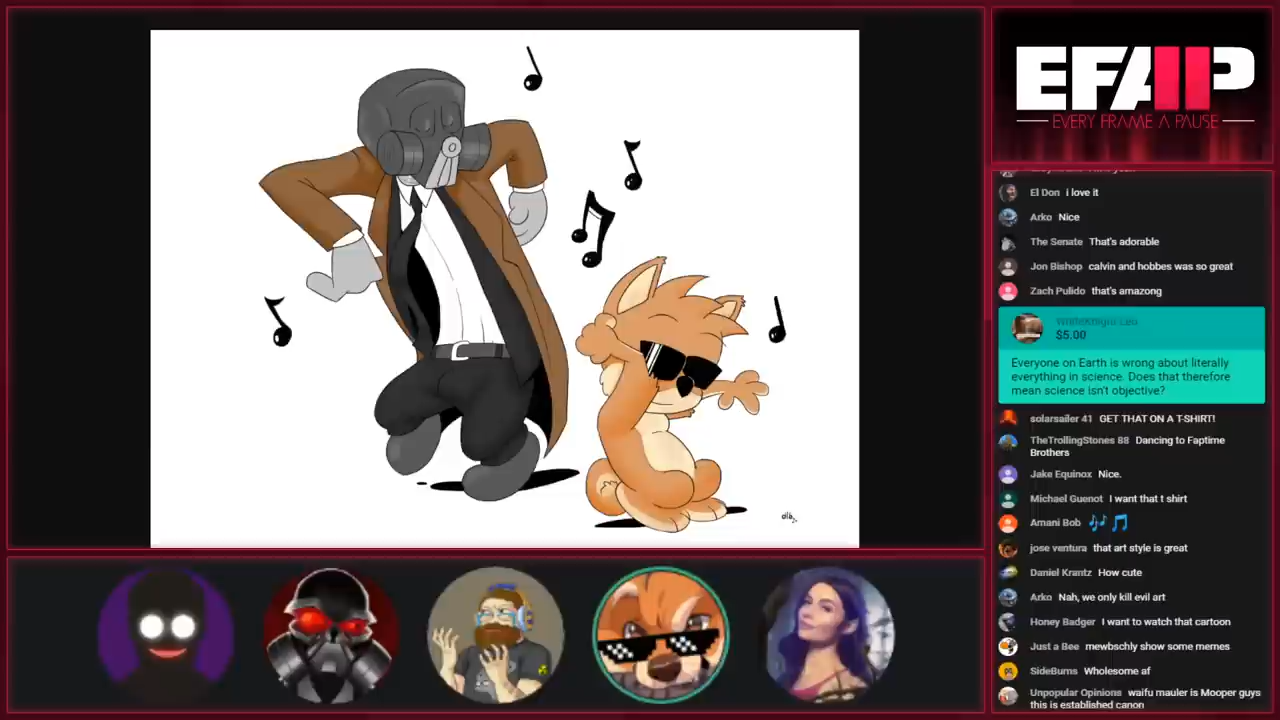 EFAP
EVERY FRAME A PAUSE
El Don i love it
Arko Nice
The Senate That's adorable
Jon Bishop calvin and hobbes was so great
Zach Pulido that's amazong
WhiteKnight Leo
$5.00
Everyone on Earth is wrong about literally
everything in science. Does that therefore
mean science isn't objective?
solarsailer 41 GET THAT ON A T-SHIRT!
TheTrollingStones 88 Dancing to Faptime
Brothers
Jake Equinox Nice.
Michael Guenot I want that t shirt
Amani Bob 🎶 🎵
jose ventura that art style is great
Daniel Krantz How cute
Arko Nah, we only kill evil art
Honey Badger I want to watch that cartoon
Just a Bee mewbschly show some memes
SideBums Wholesome af
Unpopular Opinions waifu mauler is Mooper guys
this is established canon